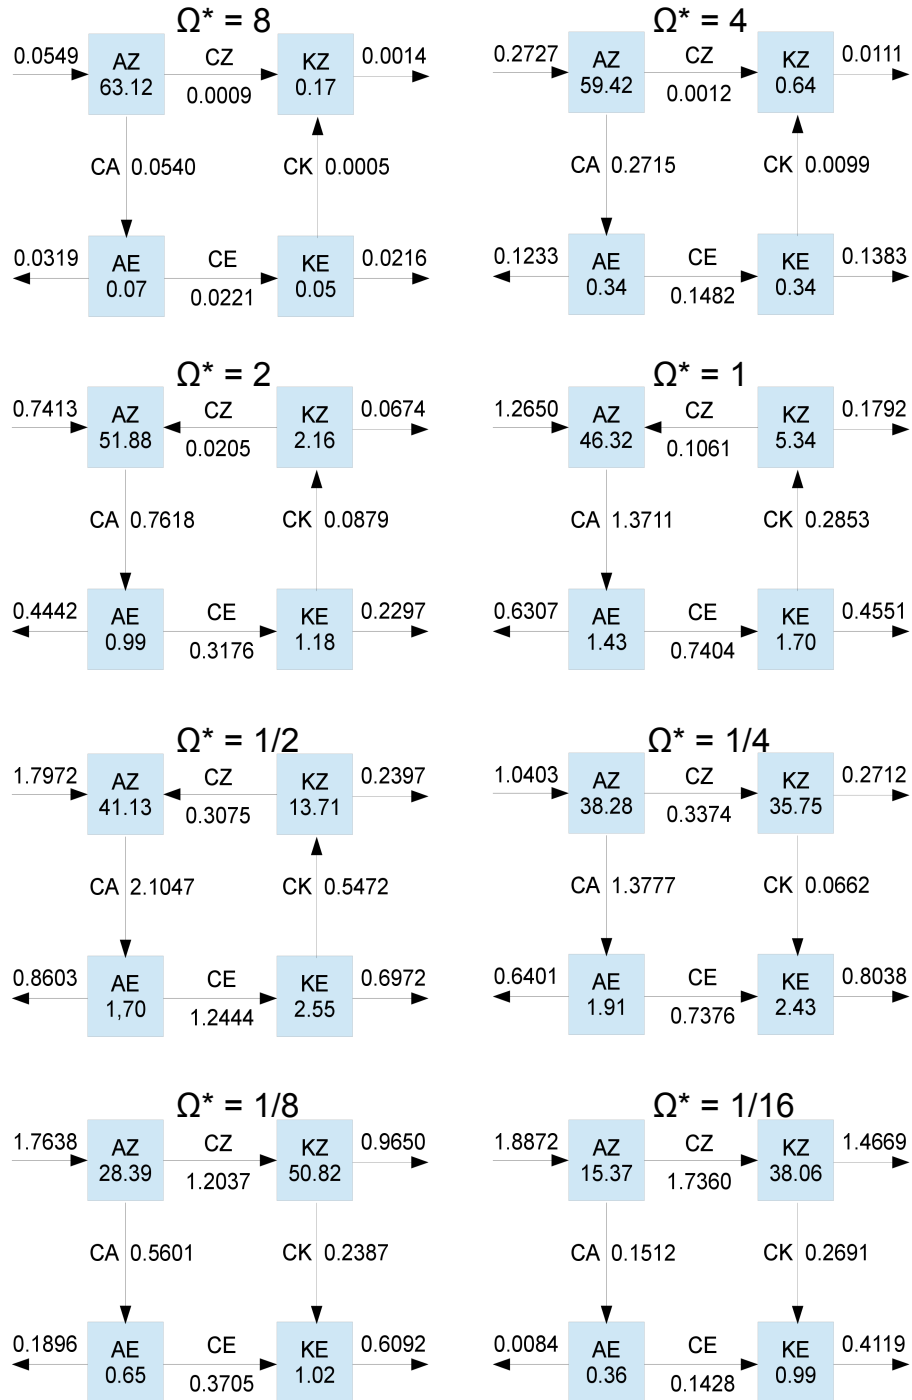 Ω* = 8
0.0549 AZ CZ KZ 0.0014
63.12 0.0009 0.17
CA 0.0540 CK 0.0005
0.0319 AE CE KE 0.0216
0.07 0.0221 0.05
Ω* = 4
0.2727 AZ CZ KZ 0.0111
59.42 0.0012 0.64
CA 0.2715 CK 0.0099
0.1233 AE CE KE 0.1383
0.34 0.1482 0.34
Ω* = 2
0.7413 AZ CZ KZ 0.0674
51.88 0.0205 2.16
CA 0.7618 CK 0.0879
0.4442 AE CE KE 0.2297
0.99 0.3176 1.18
Ω* = 1
1.2650 AZ CZ KZ 0.1792
46.32 0.1061 5.34
CA 1.3711 CK 0.2853
0.6307 AE CE KE 0.4551
1.43 0.7404 1.70
Ω* = 1/2
1.7972 AZ CZ KZ 0.2397
41.13 0.3075 13.71
CA 2.1047 CK 0.5472
0.8603 AE CE KE 0.6972
1,70 1.2444 2.55
Ω* = 1/4
1.0403 AZ CZ KZ 0.2712
38.28 0.3374 35.75
CA 1.3777 CK 0.0662
0.6401 AE CE KE 0.8038
1.91 0.7376 2.43
Ω* = 1/8
1.7638 AZ CZ KZ 0.9650
28.39 1.2037 50.82
CA 0.5601 CK 0.2387
0.1896 AE CE KE 0.6092
0.65 0.3705 1.02
Ω* = 1/16
1.8872 AZ CZ KZ 1.4669
15.37 1.7360 38.06
CA 0.1512 CK 0.2691
0.0084 AE CE KE 0.4119
0.36 0.1428 0.99